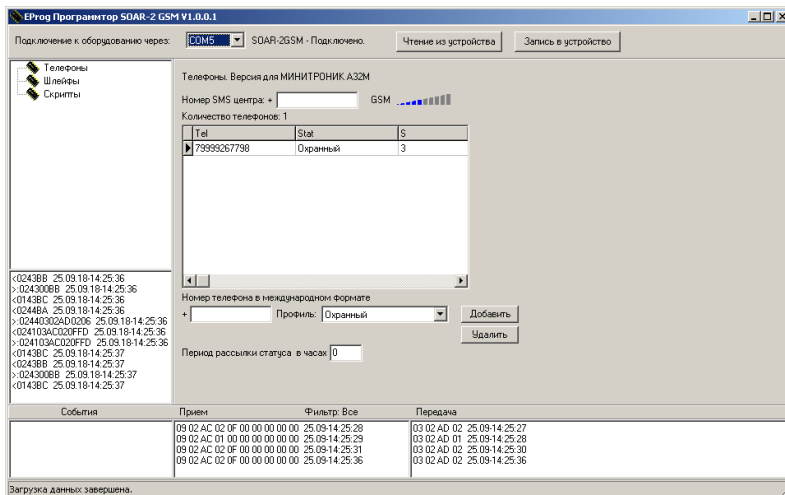 EProg Программтор SOAR-2 GSM V1.0.0.1
Подключение к оборудованию через: COM5 SOAR-2GSM - Подключено. Чтение из устройства Запись в устройство
Телефоны
Шлейфы
Скрипты
Телефоны. Версия для МИНИТРОНИК А32М
Номер SMS центра: + GSM
Количество телефонов: 1
Tel Stat S
79999267798 Охранный 3
Номер телефона в международном формате
+ Профиль: Охранный Добавить
Удалить
Период рассылки статуса в часах 0
<0243BB 25.09.18-14:25:36
>:024300BB 25.09.18-14:25:36
<0143BC 25.09.18-14:25:36
<0244BA 25.09.18-14:25:36
>:02440302AD0206 25.09.18-14:25:36
<024103AC020FFD 25.09.18-14:25:36
>:024103AC020FFD 25.09.18-14:25:36
<0143BC 25.09.18-14:25:37
<0243BB 25.09.18-14:25:37
>:024300BB 25.09.18-14:25:37
<0143BC 25.09.18-14:25:37
События Прием Фильтр: Все Передача
09 02 AC 02 0F 00 00 00 00 00 25.09-14:25:28
09 02 AC 01 00 00 00 00 00 00 25.09-14:25:29
09 02 AC 02 0F 00 00 00 00 00 25.09-14:25:31
09 02 AC 02 0F 00 00 00 00 00 25.09-14:25:36
03 02 AD 02 25.09-14:25:27
03 02 AD 01 25.09-14:25:28
03 02 AD 02 25.09-14:25:30
03 02 AD 02 25.09-14:25:36
Загрузка данных завершена.